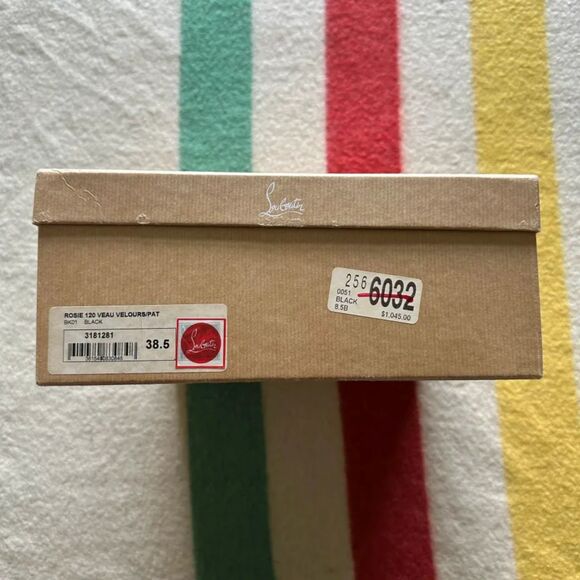 Louboutin
256
6032
0051
BLACK
8.5B
$1,045.00
ROSIE 120 VEAU VELOURS/PAT
BK01 BLACK
3181281
38.5
Louboutin